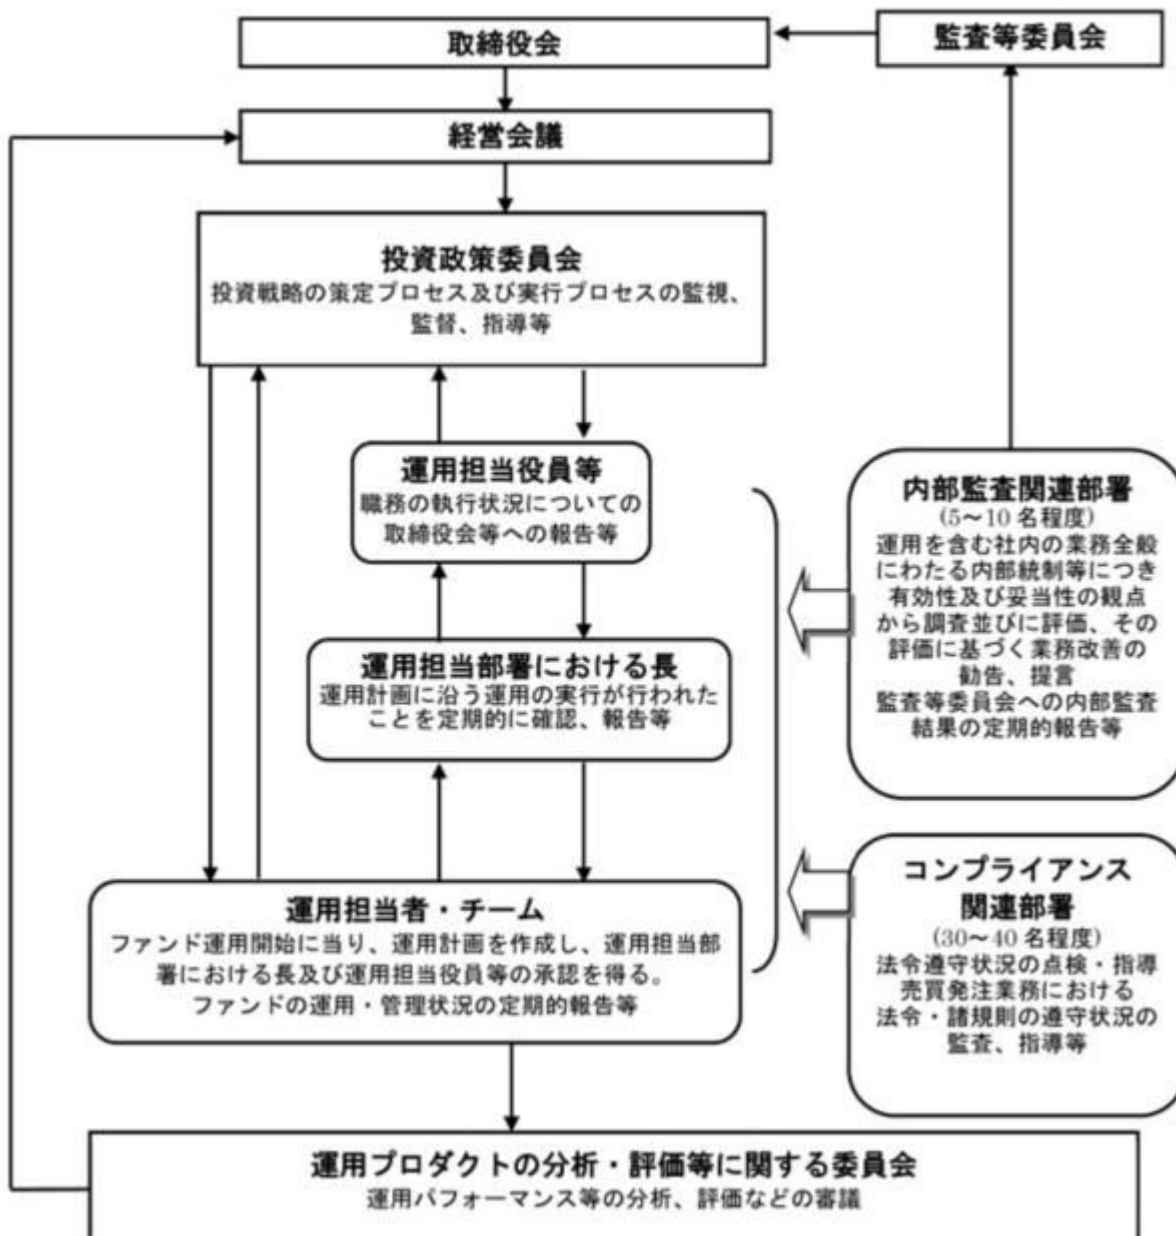 取締役会
監査等委員会
経営会議
投資政策委員会
投資戦略の策定プロセス及び実行プロセスの監視、
監督、指導等
運用担当役員等
職務の執行状況についての
取締役会等への報告等
運用担当部署における長
運用計画に沿う運用の実行が行われた
ことを定期的に確認、報告等
運用担当者・チーム
ファンド運用開始に当り、運用計画を作成し、運用担当部
署における長及び運用担当役員等の承認を得る。
ファンドの運用・管理状況の定期的報告等
内部監査関連部署
(5～10 名程度)
運用を含む社内の業務全般
にわたる内部統制等につき
有効性及び妥当性の観点
から調査並びに評価、その
評価に基づく業務改善の
勧告、提言
監査等委員会への内部監査
結果の定期的報告等
コンプライアンス
関連部署
(30～40 名程度)
法令遵守状況の点検・指導
売買発注業務における
法令・諸規則の遵守状況の
監査、指導等
運用プロダクトの分析・評価等に関する委員会
運用パフォーマンス等の分析、評価などの審議